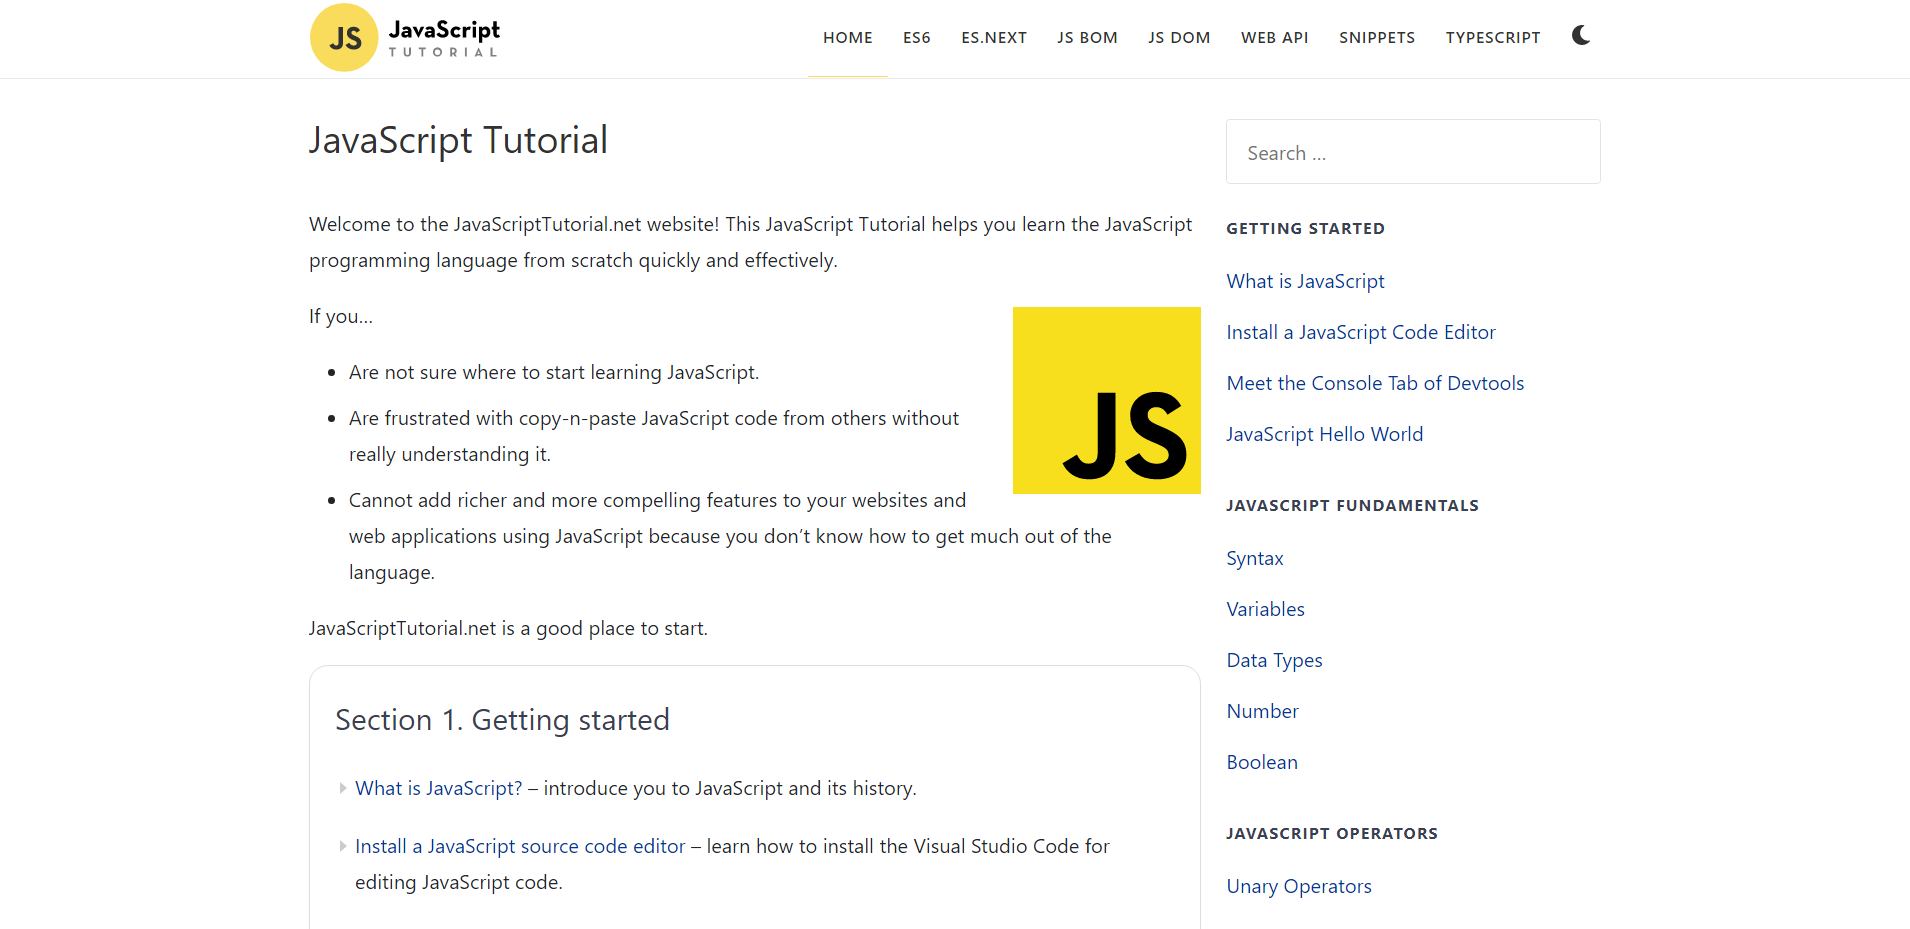 JS JavaScript
TUTORIAL
HOME ES6 ES.NEXT JS BOM JS DOM WEB API SNIPPETS TYPESCRIPT
JavaScript Tutorial
Welcome to the JavaScriptTutorial.net website! This JavaScript Tutorial helps you learn the JavaScript
programming language from scratch quickly and effectively.
If you…
Are not sure where to start learning JavaScript.
Are frustrated with copy-n-paste JavaScript code from others without
really understanding it.
Cannot add richer and more compelling features to your websites and
web applications using JavaScript because you don’t know how to get much out of the
language.
JS
JavaScriptTutorial.net is a good place to start.
Section 1. Getting started
What is JavaScript? – introduce you to JavaScript and its history.
Install a JavaScript source code editor – learn how to install the Visual Studio Code for
editing JavaScript code.
Search …
GETTING STARTED
What is JavaScript
Install a JavaScript Code Editor
Meet the Console Tab of Devtools
JavaScript Hello World
JAVASCRIPT FUNDAMENTALS
Syntax
Variables
Data Types
Number
Boolean
JAVASCRIPT OPERATORS
Unary Operators